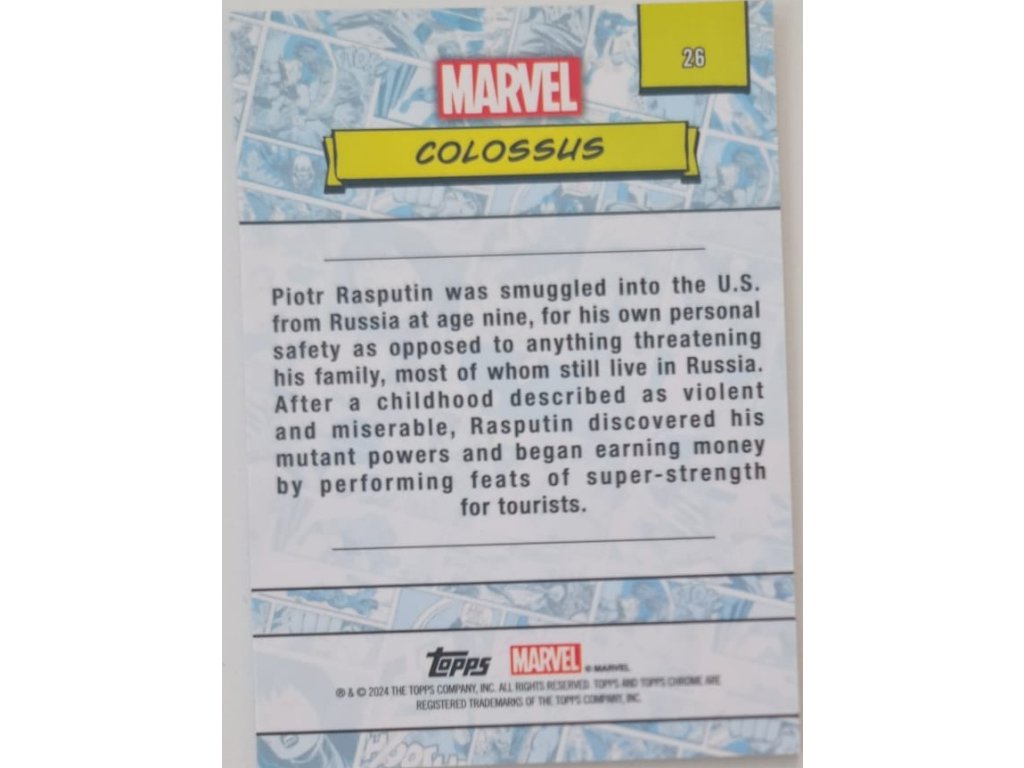 26
MARVEL
COLOSSUS
Piotr Rasputin was smuggled into the U.S.
from Russia at age nine, for his own personal
safety as opposed to anything threatening
his family, most of whom still live in Russia.
After a childhood described as violent
and miserable, Rasputin discovered his
mutant powers and began earning money
by performing feats of super-strength
for tourists.
TOPPS MARVEL © MARVEL
® & © 2024 THE TOPPS COMPANY, INC. ALL RIGHTS RESERVED. TOPPS AND TOPPS CHROME ARE
REGISTERED TRADEMARKS OF THE TOPPS COMPANY, INC.